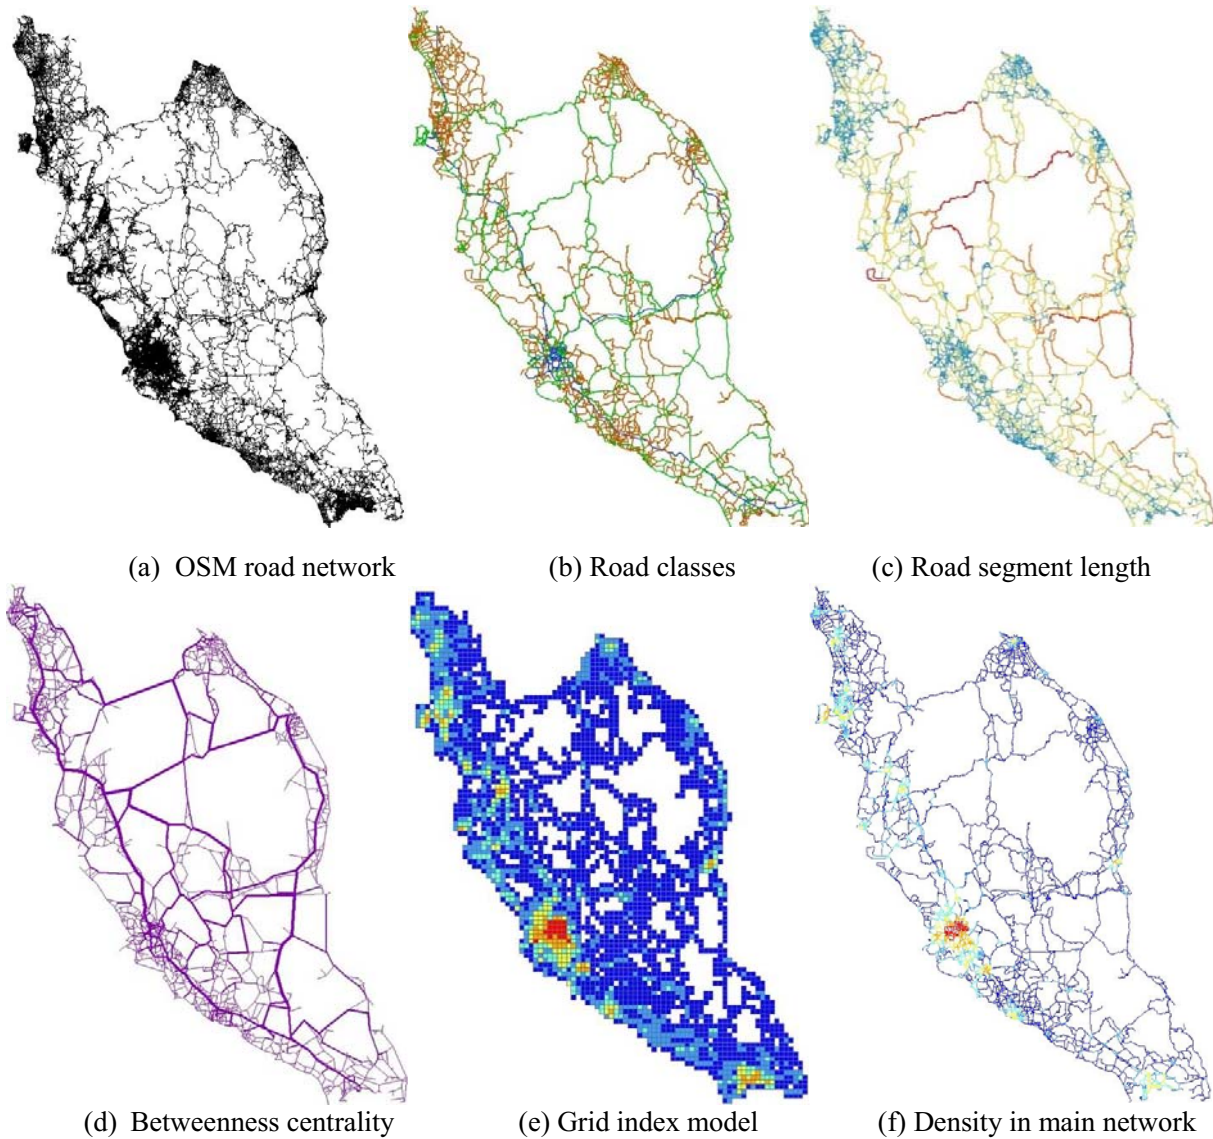 (a) OSM road network
(b) Road classes
(c) Road segment length
(d) Betweenness centrality
(e) Grid index model
(f) Density in main network